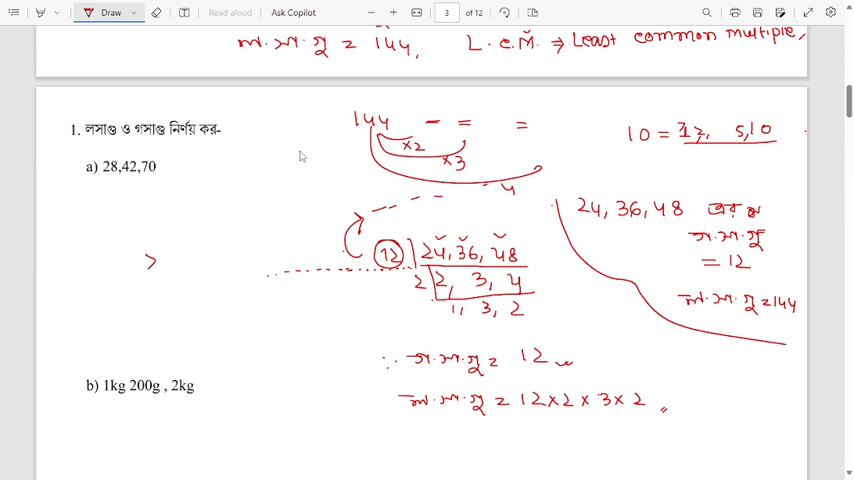 Draw
Read aloud
Ask Copilot
3 of 12
ল.সা.গু = 144, L.C.M. ⇒ Least common multiple,
1. লসাগু ও গসাগু নির্ণয় কর-
144 – = =
×2
×3
4
10 = 5,10
a) 28,42,70
24, 36, 48 এর
গ.সা.গু
= 12
ল.সা.গু = 144
12 24, 36, 48
2 2, 3, 4
1, 3, 2
∴ গ.সা.গু = 12
b) 1kg 200g , 2kg
ল.সা.গু = 12 × 2 × 3 × 2